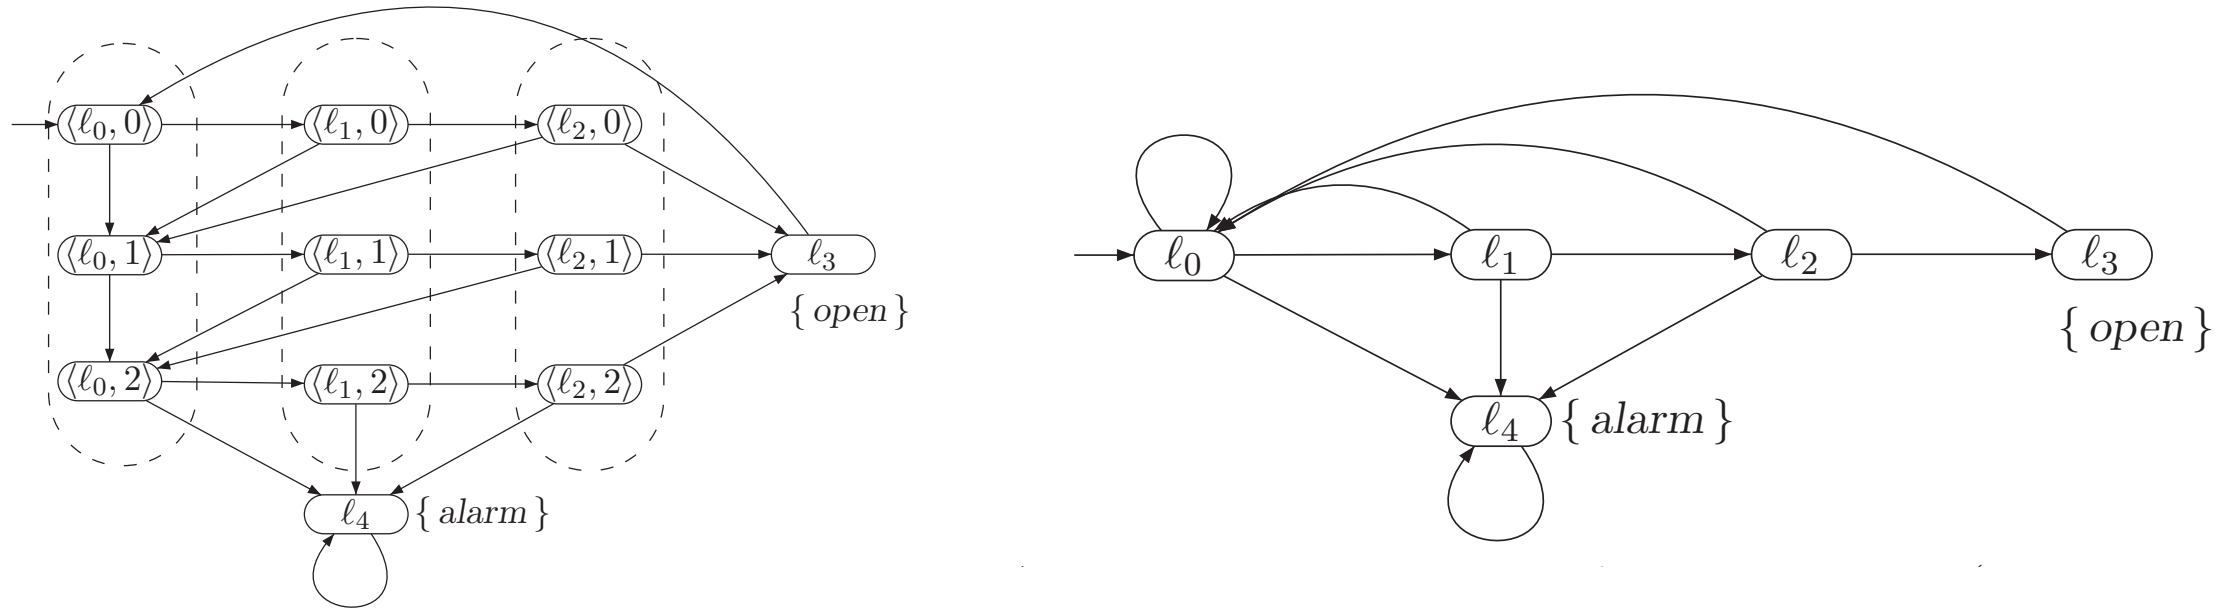 ⟨ℓ₀, 0⟩ ⟨ℓ₁, 0⟩ ⟨ℓ₂, 0⟩
⟨ℓ₀, 1⟩ ⟨ℓ₁, 1⟩ ⟨ℓ₂, 1⟩ ℓ₃
{ open }
⟨ℓ₀, 2⟩ ⟨ℓ₁, 2⟩ ⟨ℓ₂, 2⟩
ℓ₄ { alarm }
ℓ₀ ℓ₁ ℓ₂ ℓ₃
{ open }
ℓ₄ { alarm }